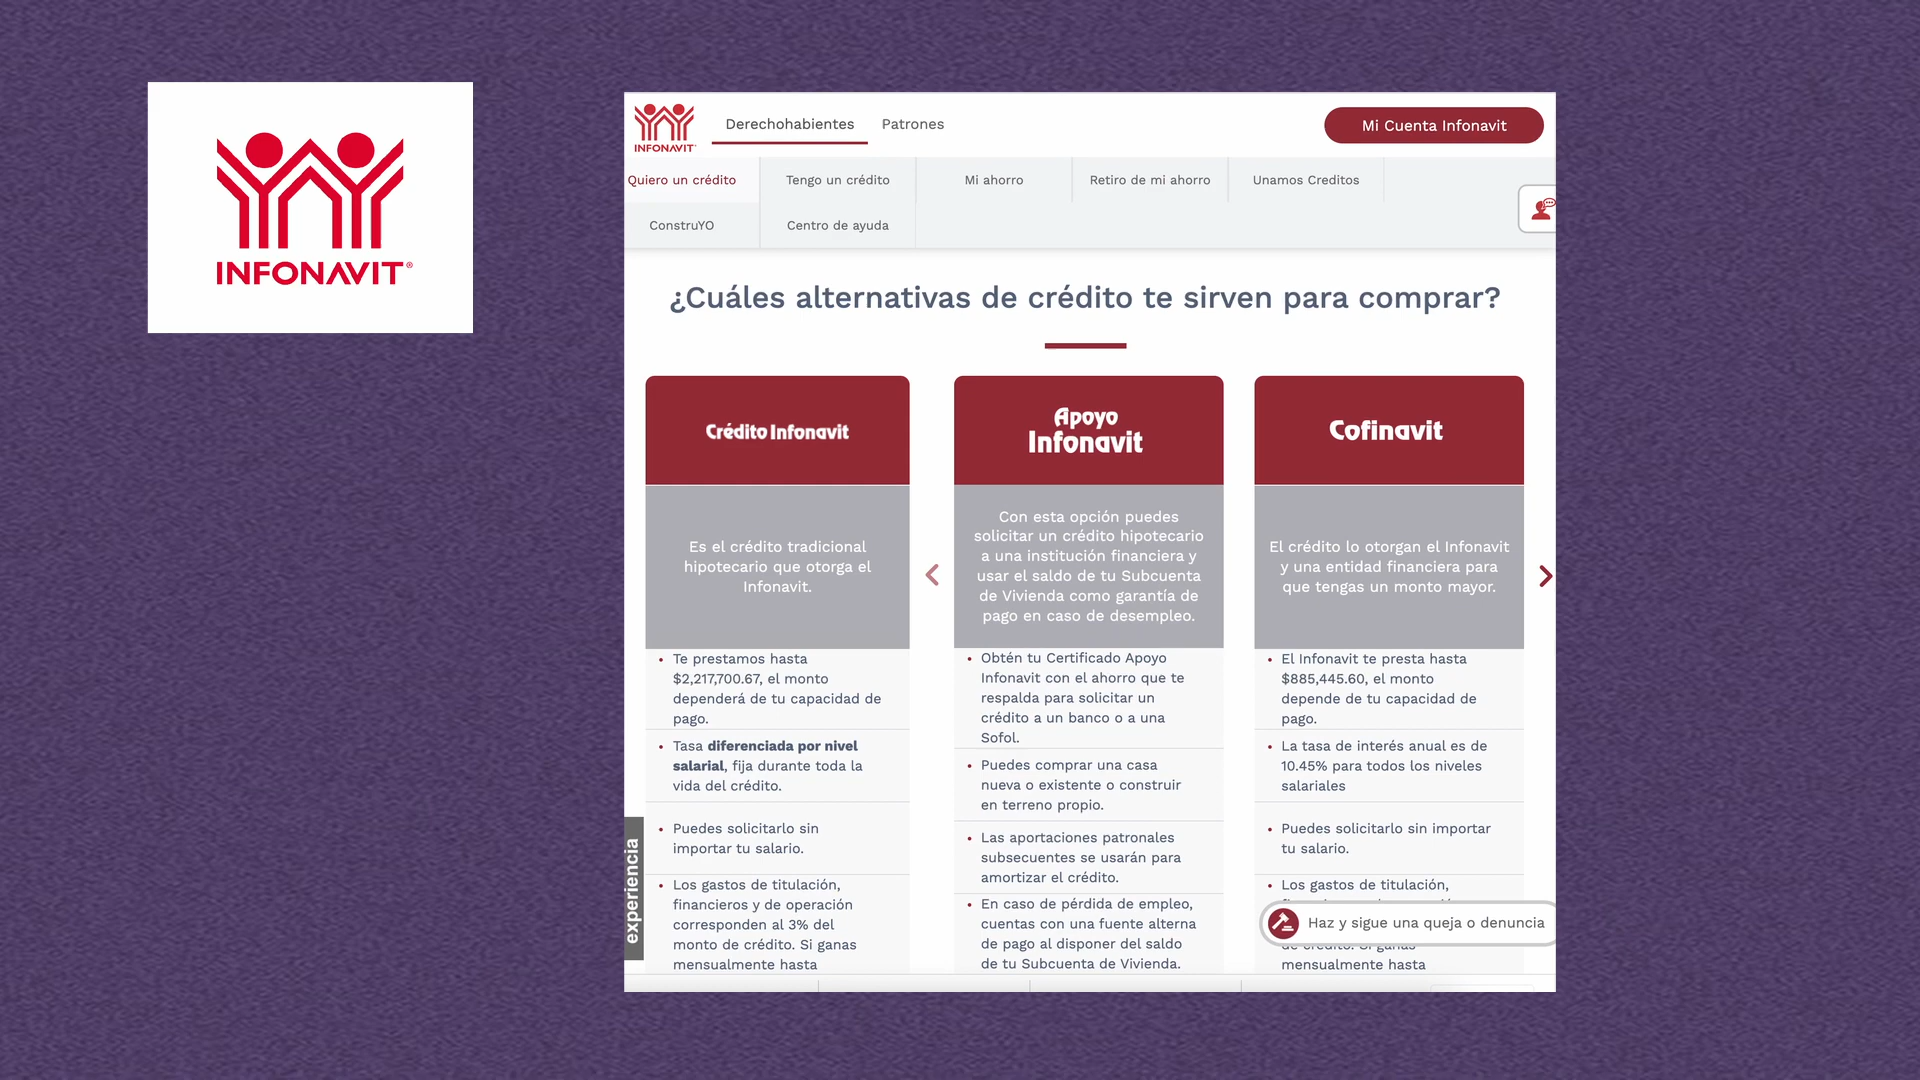 INFONAVIT®
INFONAVIT
Derechohabientes
Patrones
Mi Cuenta Infonavit
Quiero un crédito
Tengo un crédito
Mi ahorro
Retiro de mi ahorro
Unamos Creditos
ConstruYO
Centro de ayuda
¿Cuáles alternativas de crédito te sirven para comprar?
Crédito Infonavit
Es el crédito tradicional
hipotecario que otorga el
Infonavit.
• Te prestamos hasta
$2,217,700.67, el monto
dependerá de tu capacidad de
pago.
• Tasa diferenciada por nivel
salarial, fija durante toda la
vida del crédito.
• Puedes solicitarlo sin
importar tu salario.
• Los gastos de titulación,
financieros y de operación
corresponden al 3% del
monto de crédito. Si ganas
mensualmente hasta
Apoyo
Infonavit
Con esta opción puedes
solicitar un crédito hipotecario
a una institución financiera y
usar el saldo de tu Subcuenta
de Vivienda como garantía de
pago en caso de desempleo.
• Obtén tu Certificado Apoyo
Infonavit con el ahorro que te
respalda para solicitar un
crédito a un banco o a una
Sofol.
• Puedes comprar una casa
nueva o existente o construir
en terreno propio.
• Las aportaciones patronales
subsecuentes se usarán para
amortizar el crédito.
• En caso de pérdida de empleo,
cuentas con una fuente alterna
de pago al disponer del saldo
de tu Subcuenta de Vivienda.
Cofinavit
El crédito lo otorgan el Infonavit
y una entidad financiera para
que tengas un monto mayor.
• El Infonavit te presta hasta
$885,445.60, el monto
depende de tu capacidad de
pago.
• La tasa de interés anual es de
10.45% para todos los niveles
salariales
• Puedes solicitarlo sin importar
tu salario.
• Los gastos de titulación,
de crédito. Si ganas
mensualmente hasta
Haz y sigue una queja o denuncia
experiencia